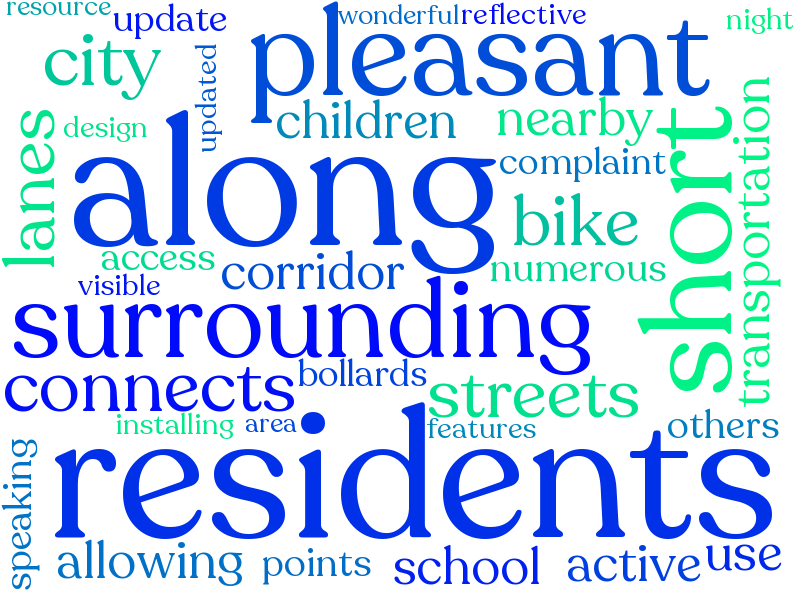 resource
update
wonderful
reflective
night
city
updated
pleasant
design
children
nearby
lanes
along
complaint
short
transportation
bike
access
corridor
numerous
visible
surrounding
connects
bollards
streets
installing
area
features
others
residents
speaking
allowing
points
school
active
use